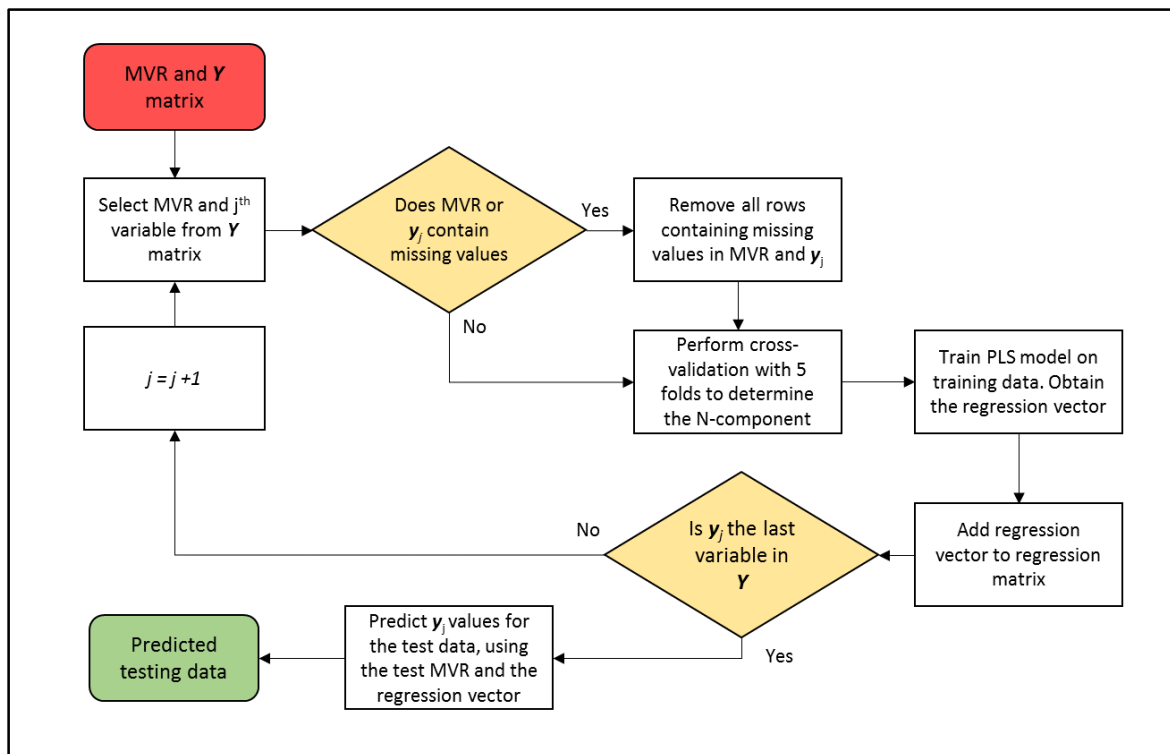 MVR and Y
matrix
Select MVR and jth
variable from Y
matrix
Does MVR or
yj contain
missing values
Yes
No
Remove all rows
containing missing
values in MVR and yj
Perform cross-
validation with 5
folds to determine
the N-component
Train PLS model on
training data. Obtain
the regression vector
Add regression
vector to regression
matrix
Is yj the last
variable in
Y
No
Yes
j = j +1
Predict yj values for
the test data, using
the test MVR and the
regression vector
Predicted
testing data